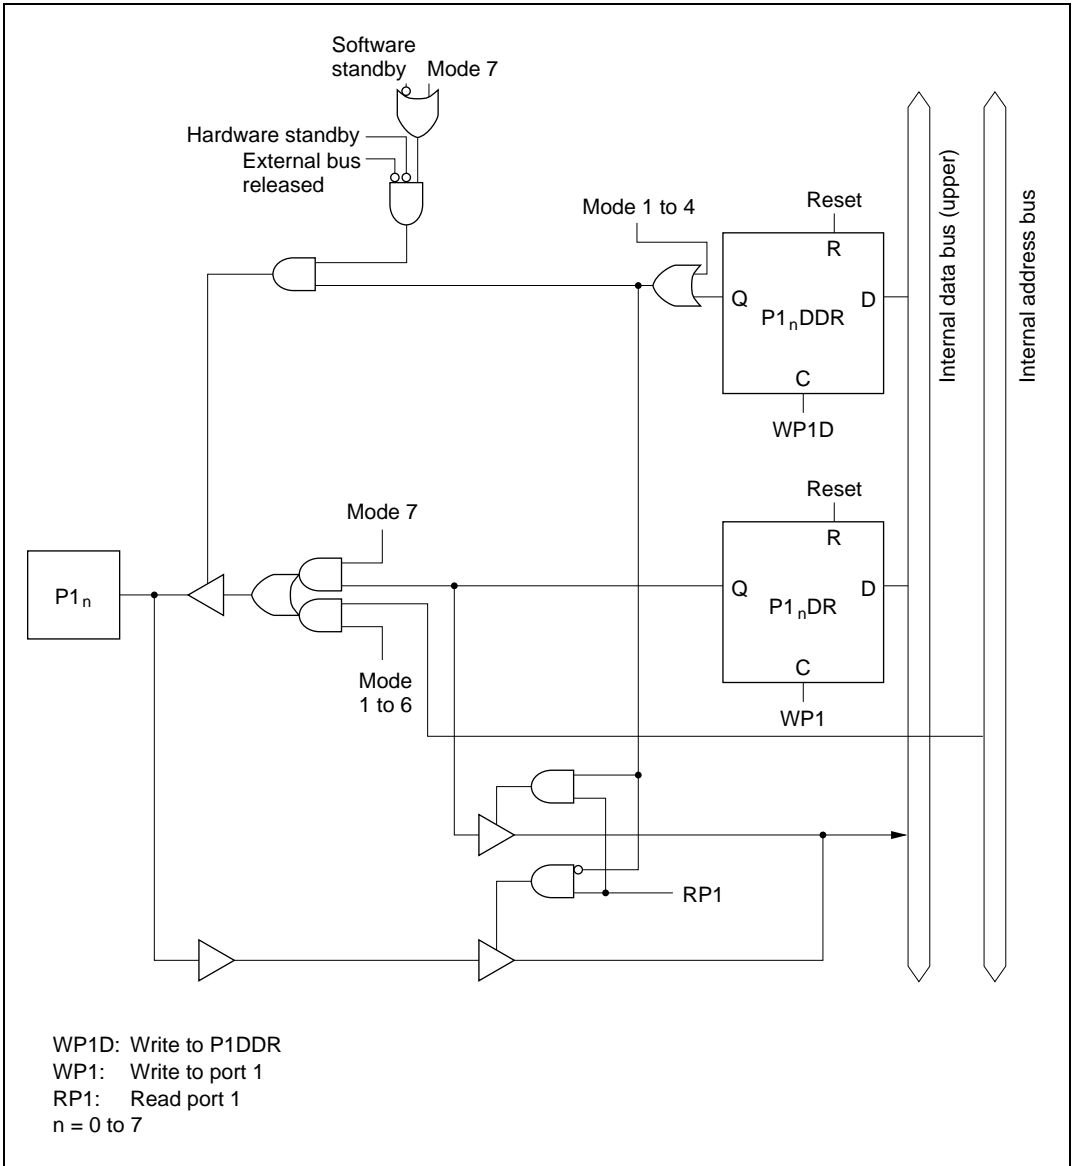 Software
standby
Mode 7
Hardware standby
External bus
released
Mode 1 to 4
Reset
R
Q
D
P1nDDR
C
WP1D
Internal data bus (upper)
Internal address bus
Mode 7
Reset
R
P1n
Q
D
P1nDR
C
Mode
1 to 6
WP1
RP1
WP1D: Write to P1DDR
WP1: Write to port 1
RP1: Read port 1
n = 0 to 7